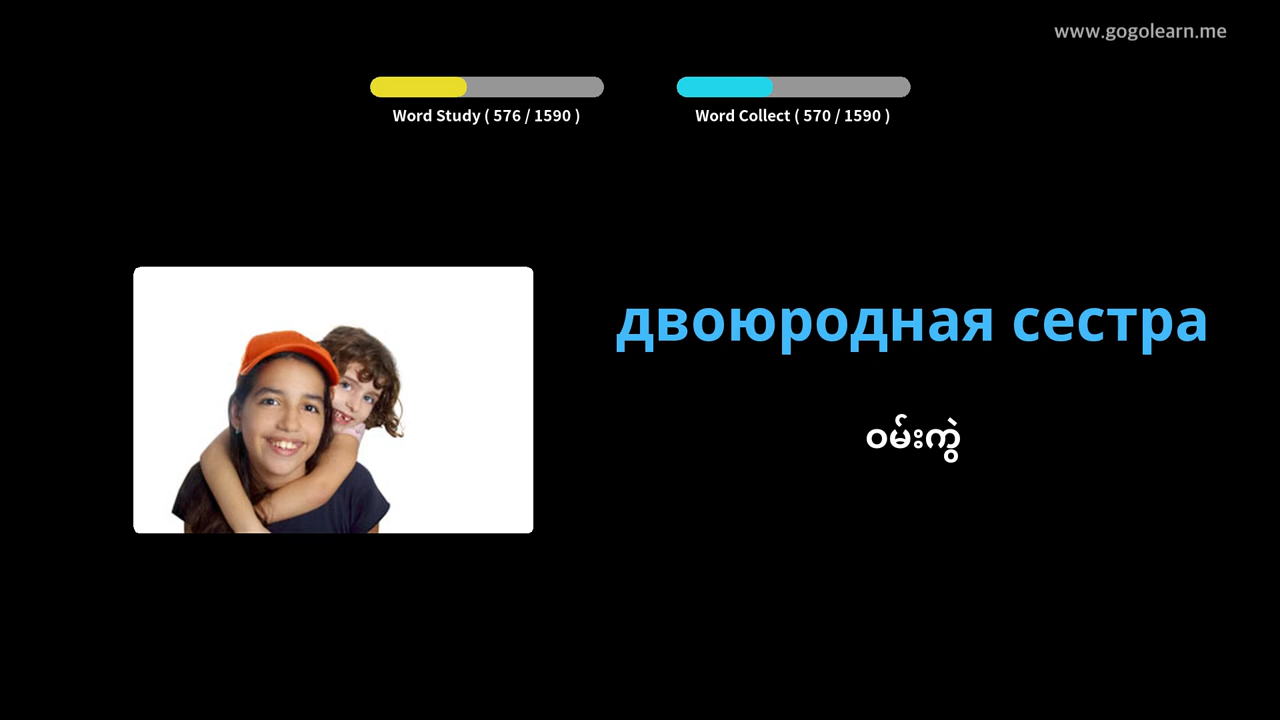 www.gogolearn.me
Word Study ( 576 / 1590 )
Word Collect ( 570 / 1590 )
двоюродная сестра
ဝမ်းကွဲ